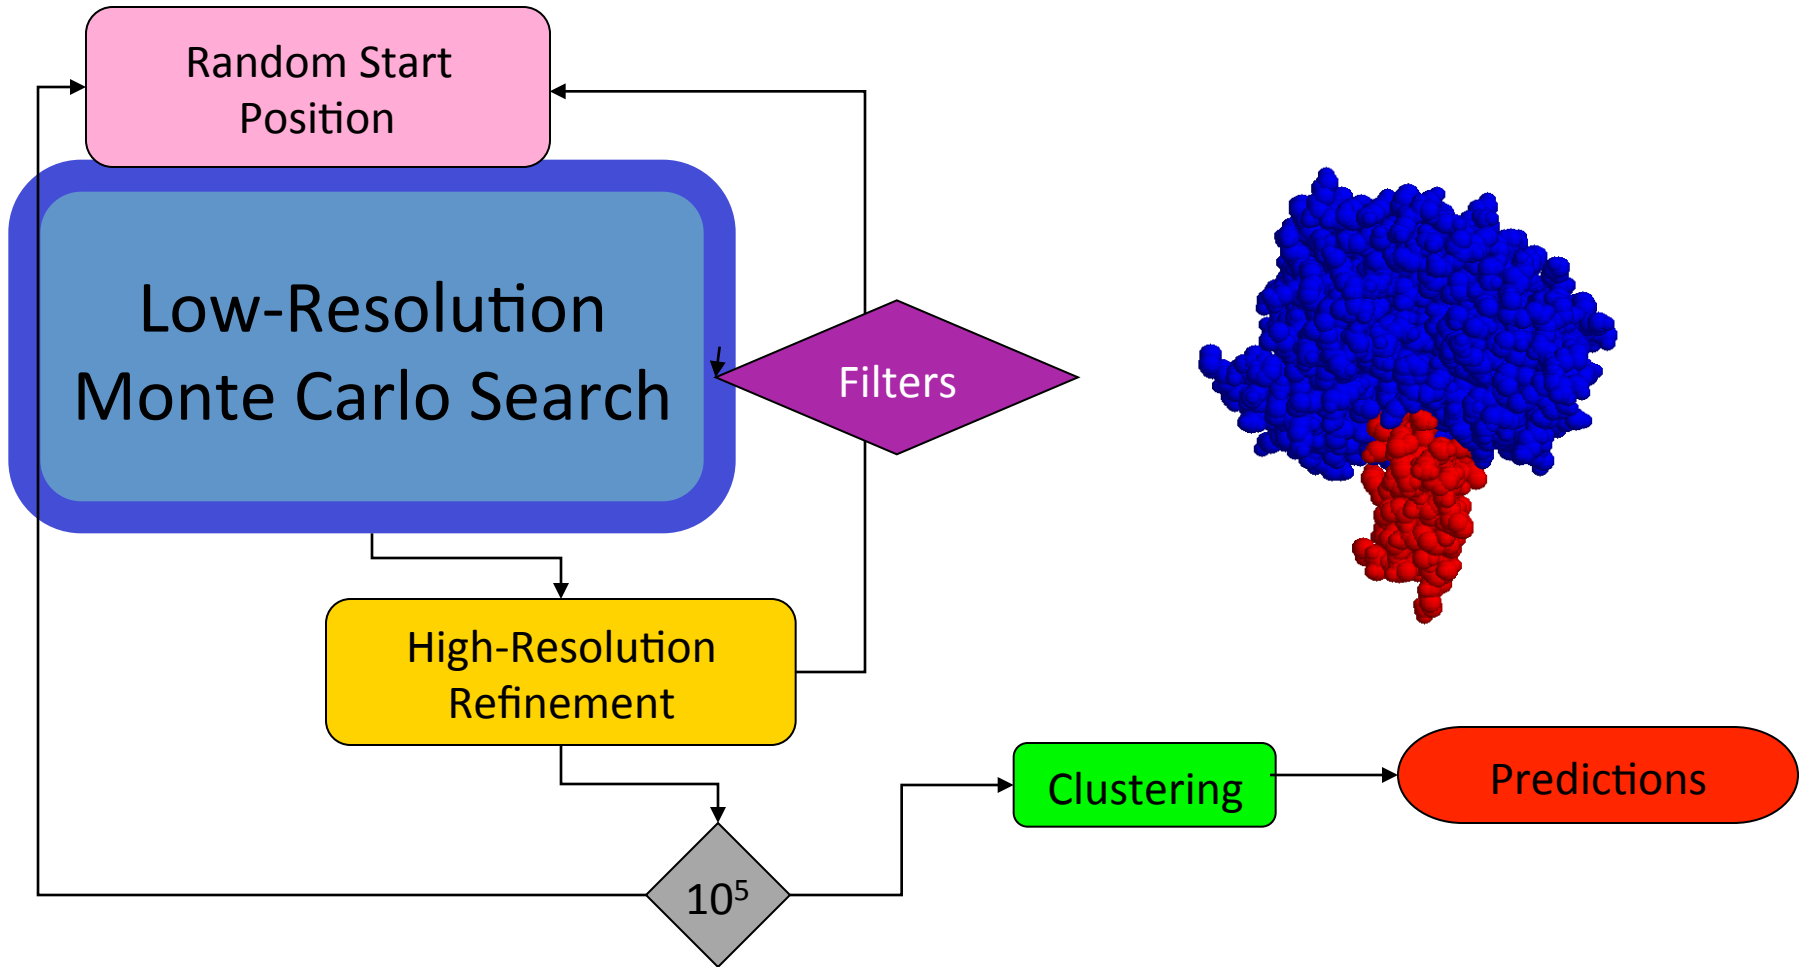 Random Start
Position
Low-Resolution
Monte Carlo Search
Filters
High-Resolution
Refinement
Clustering
Predictions
10⁵